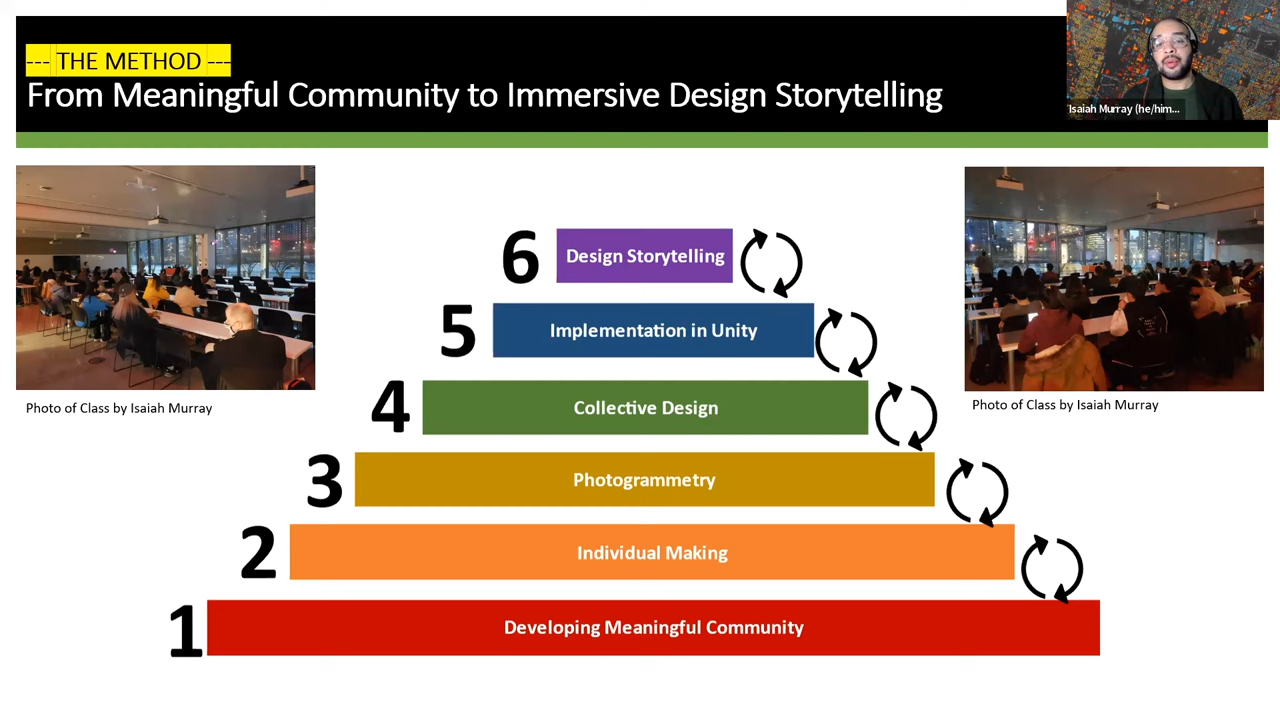 --- THE METHOD ---
From Meaningful Community to Immersive Design Storytelling
Isaiah Murray (he/him...
Photo of Class by Isaiah Murray
Photo of Class by Isaiah Murray
6
Design Storytelling
5
Implementation in Unity
4
Collective Design
3
Photogrammetry
2
Individual Making
1
Developing Meaningful Community